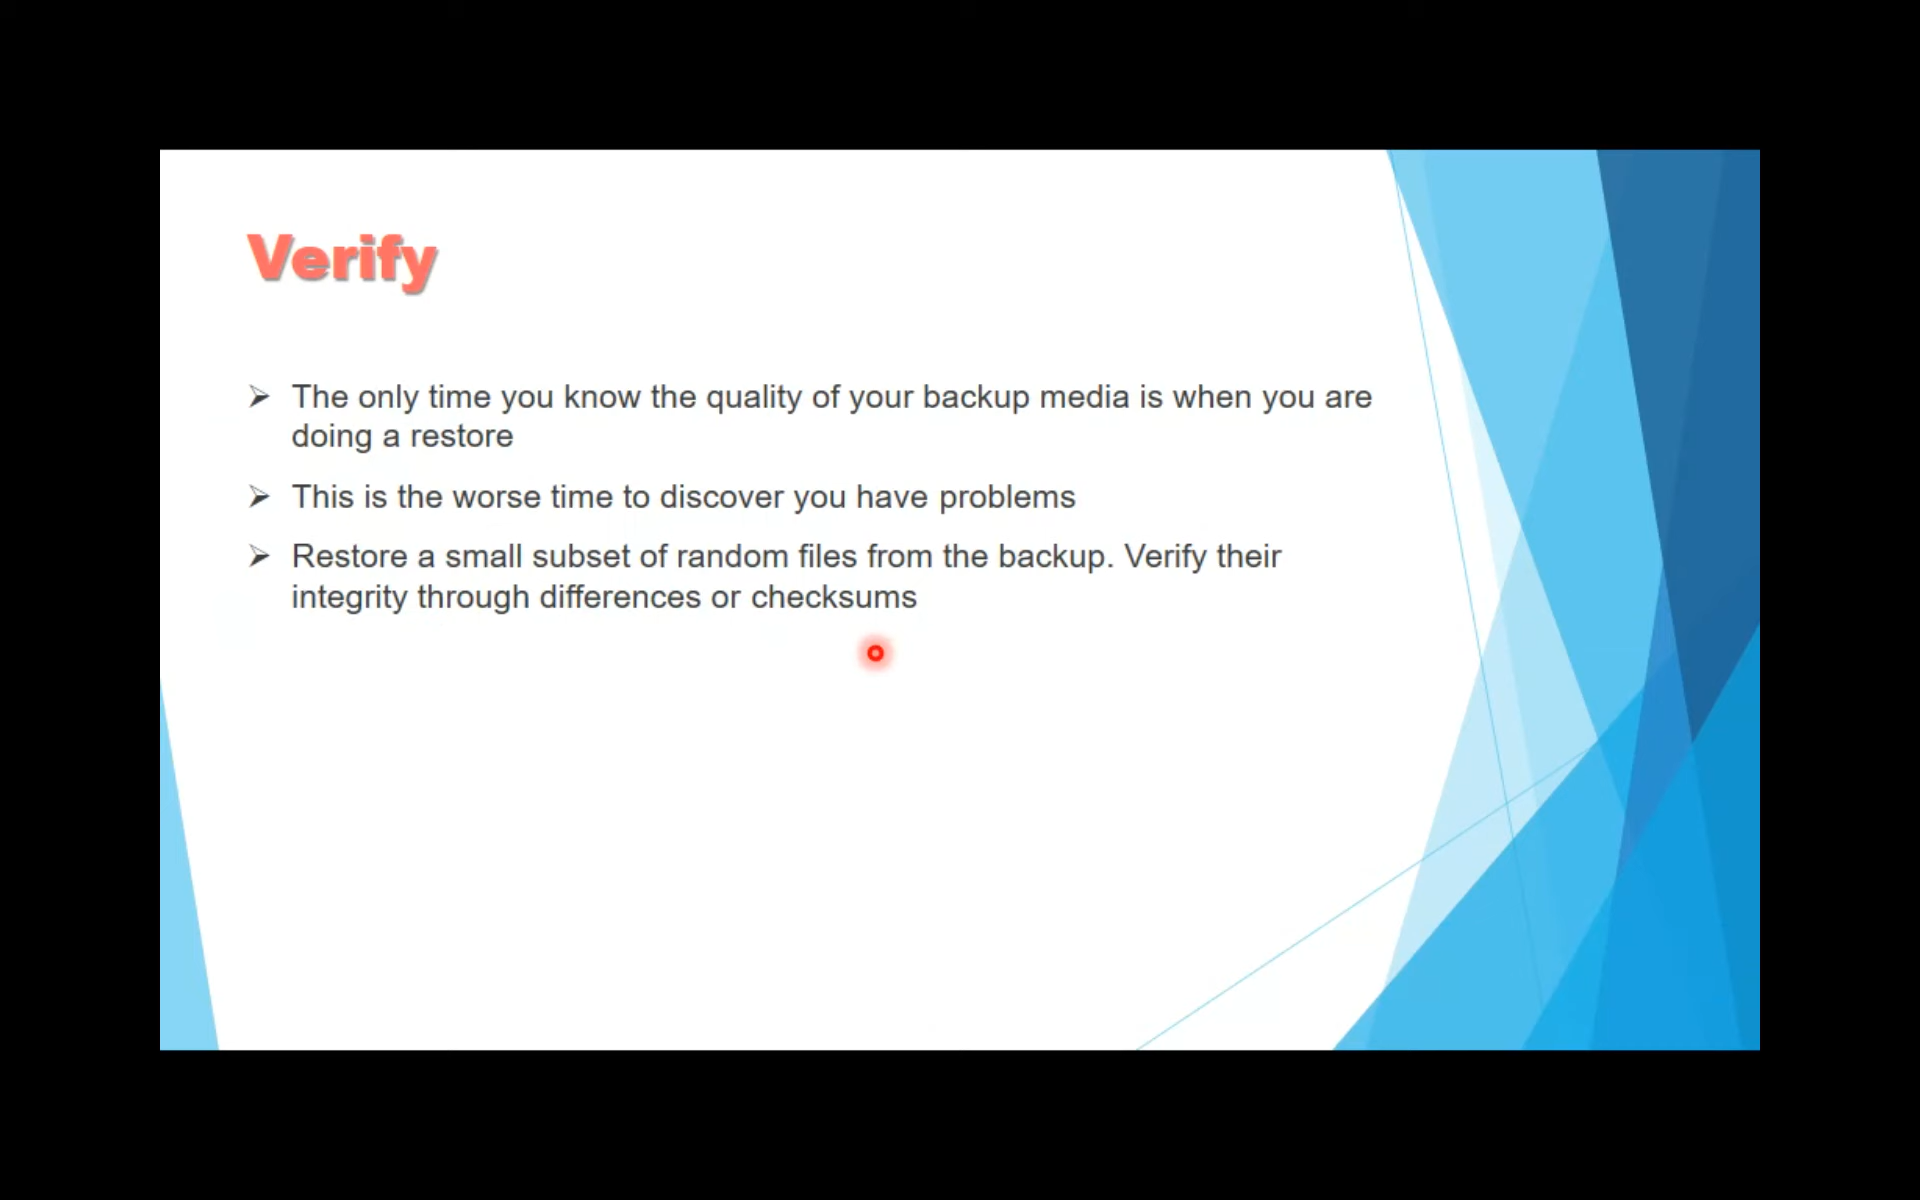 Verify
➢ The only time you know the quality of your backup media is when you are
doing a restore
➢ This is the worse time to discover you have problems
➢ Restore a small subset of random files from the backup. Verify their
integrity through differences or checksums